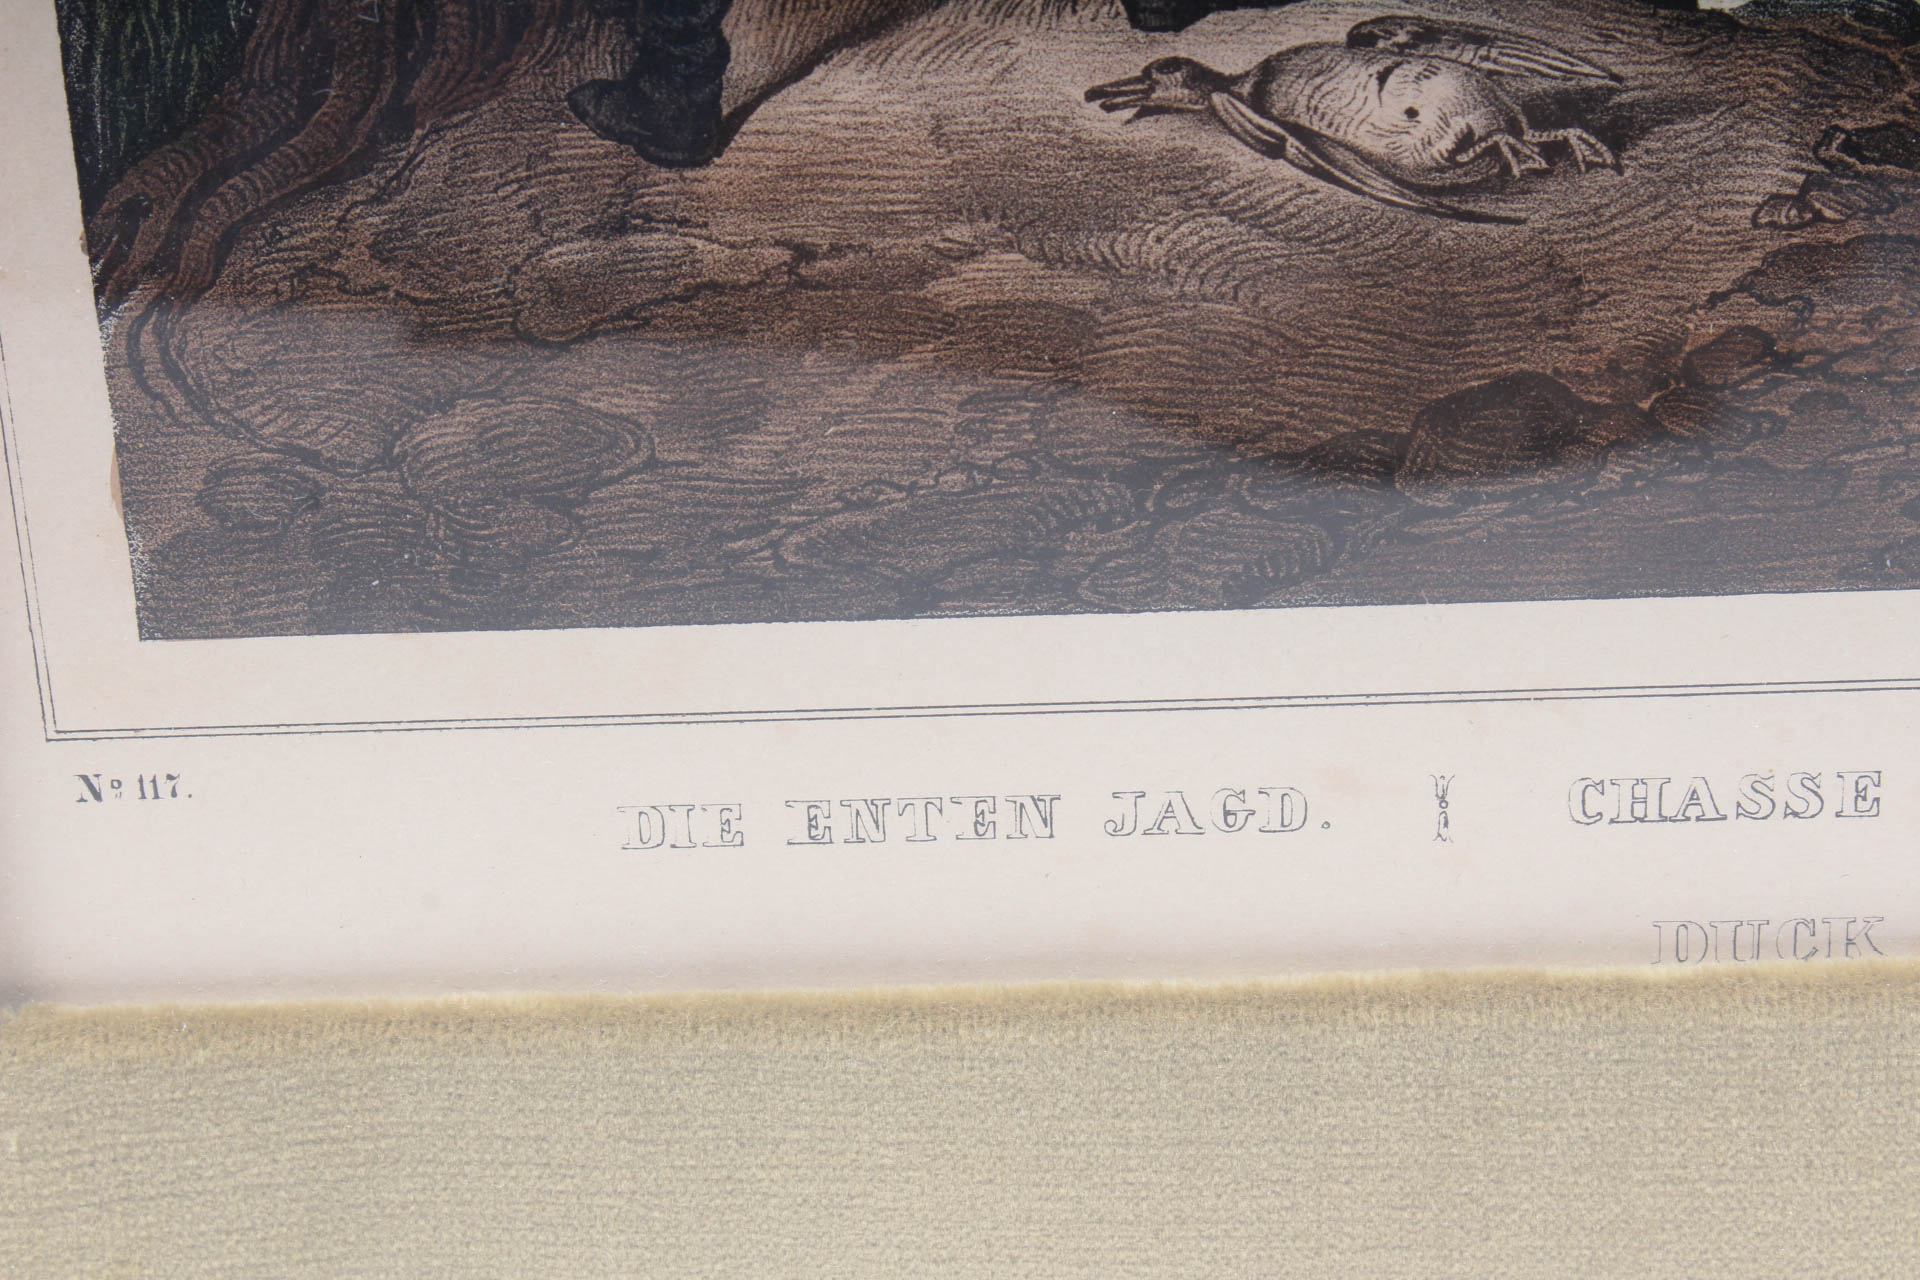 Nº 117.
DIE ENTEN JAGD. CHASSE
DUCK